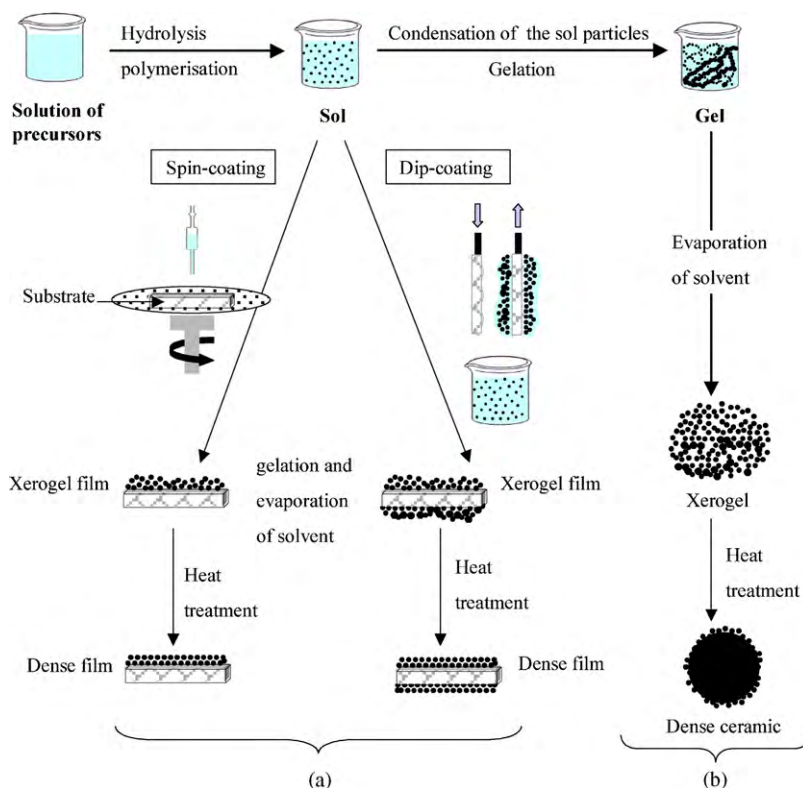 Hydrolysis
polymerisation
Condensation of the sol particles
Gelation
Solution of
precursors
Sol
Gel
Spin-coating
Dip-coating
Evaporation
of solvent
Substrate
Xerogel film
gelation and
evaporation
of solvent
Xerogel film
Xerogel
Heat
treatment
Heat
treatment
Heat
treatment
Dense film
Dense film
Dense ceramic
(a)
(b)